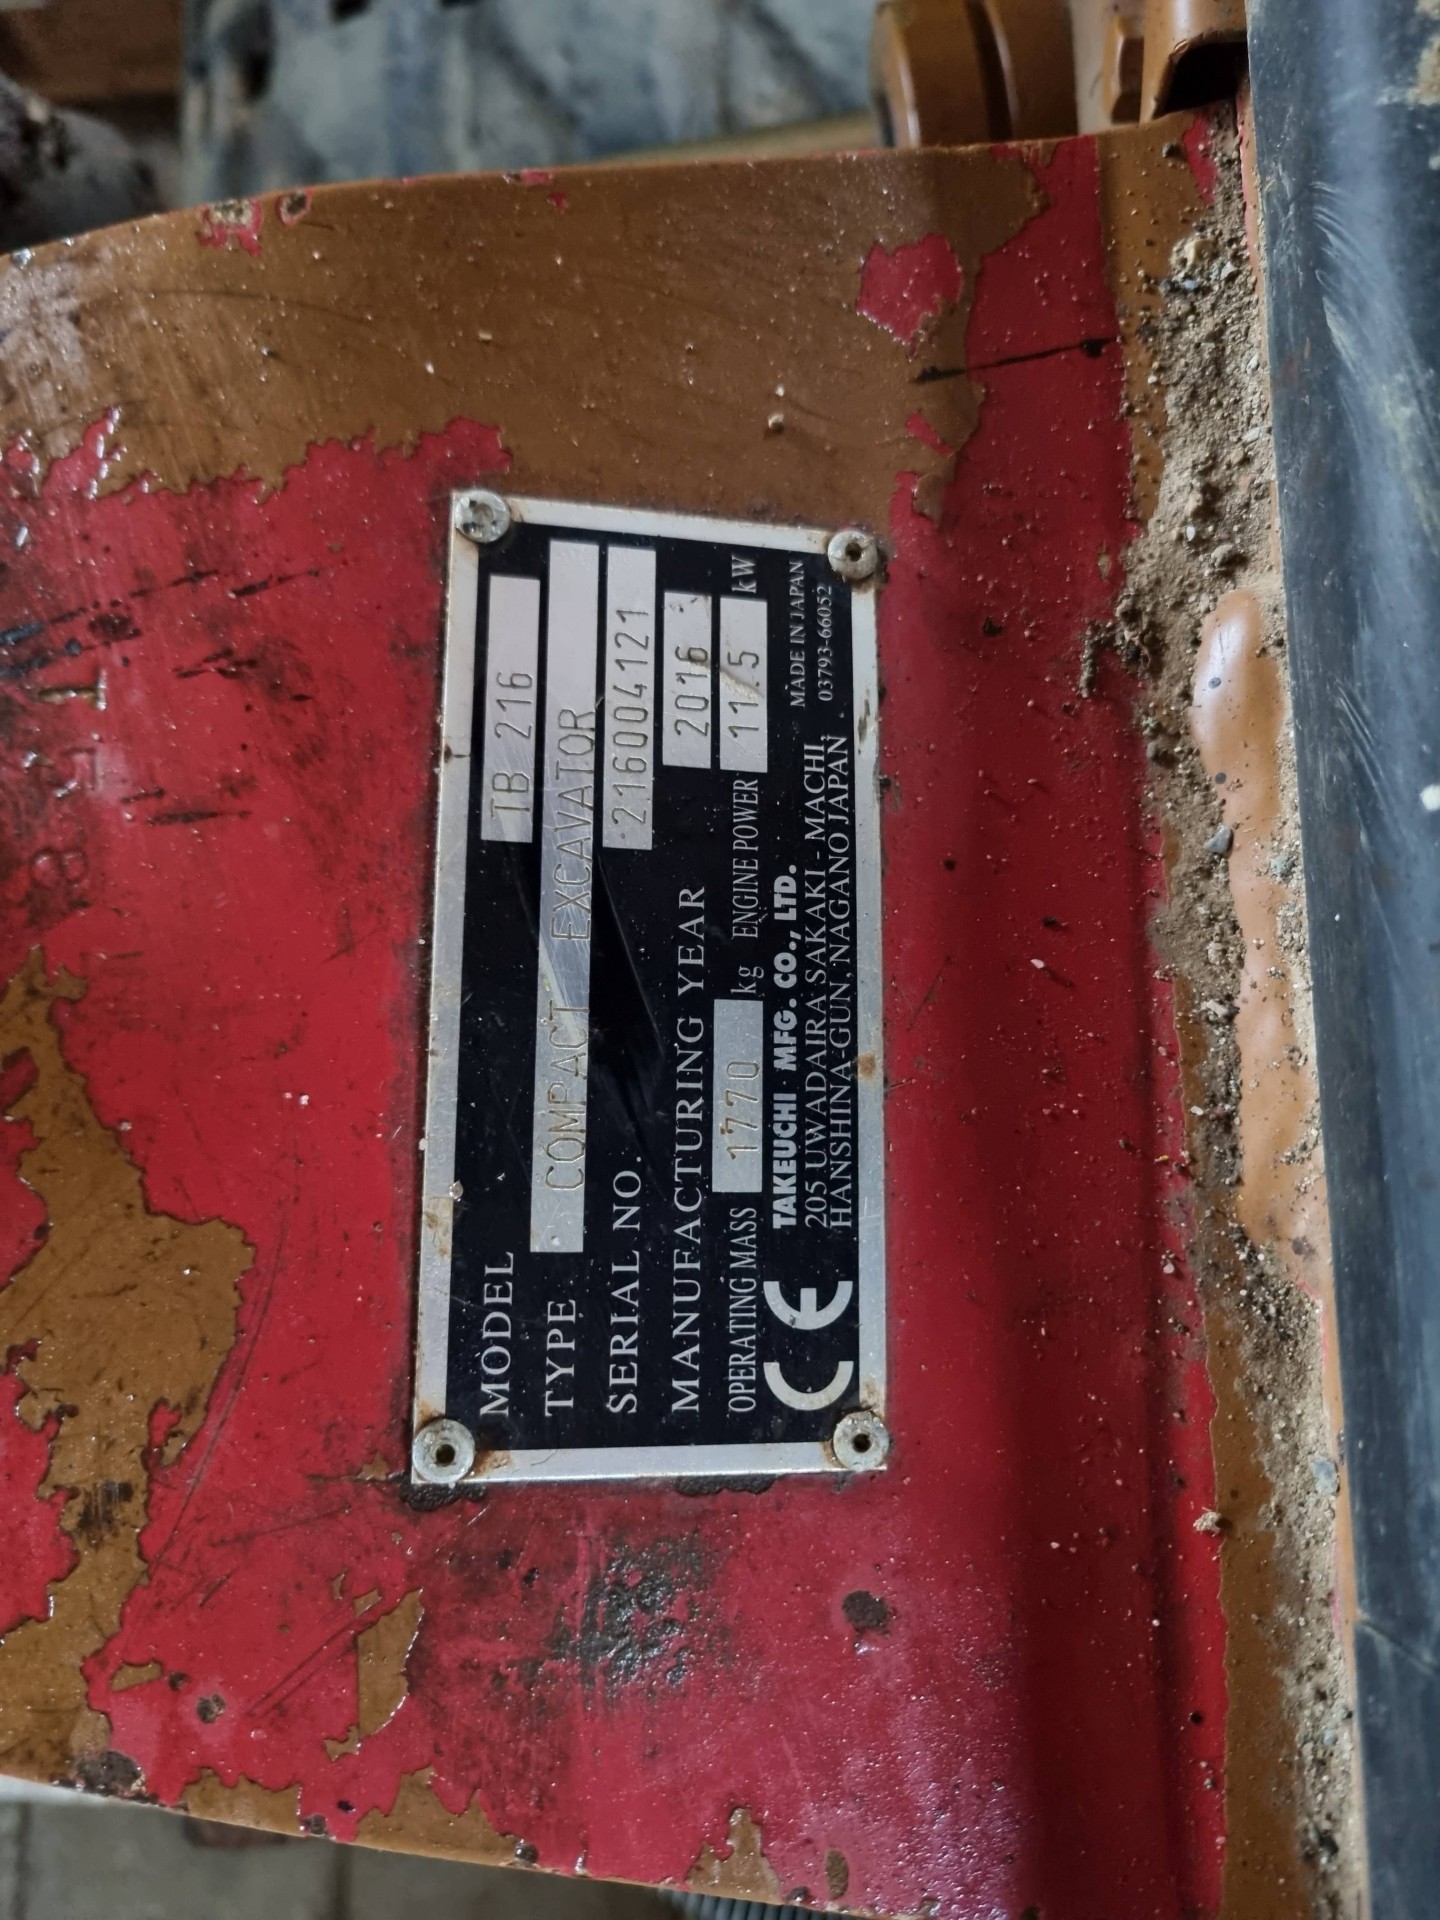 MODEL TB 216
TYPE COMPACT EXCAVATOR
SERIAL NO. 216004121
MANUFACTURING YEAR 2016
OPERATING MASS 1770 kg ENGINE POWER 11.5 kW
CE TAKEUCHI MFG. CO., LTD.
205 UWADAIRA SAKAKI-MACHI, MADE IN JAPAN
HANSHINA-GUN, NAGANO JAPAN. 03793-66052